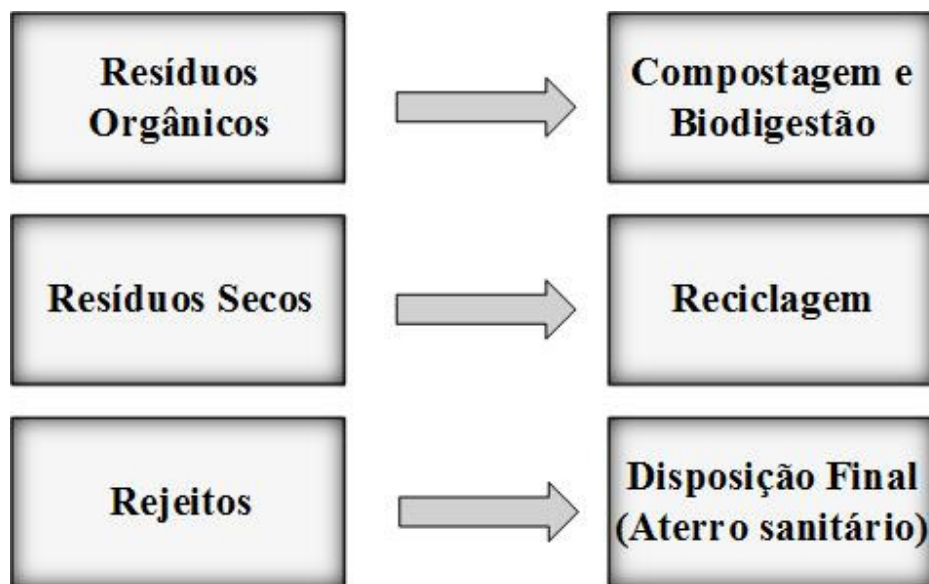 Resíduos
Orgânicos
Compostagem e
Biodigestão
Resíduos Secos
Reciclagem
Rejeitos
Disposição Final
(Aterro sanitário)